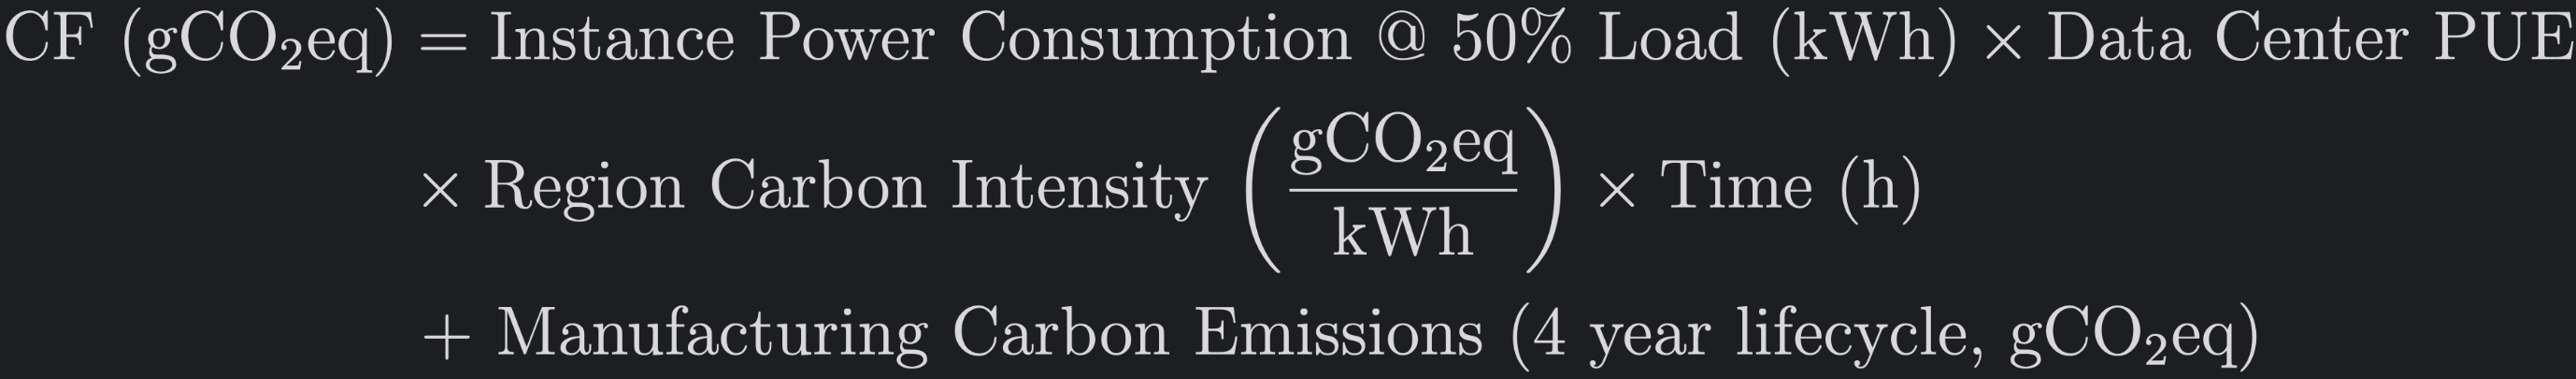 CF (gCO₂eq) = Instance Power Consumption @ 50% Load (kWh) × Data Center PUE
× Region Carbon Intensity (gCO₂eq / kWh) × Time (h)
+ Manufacturing Carbon Emissions (4 year lifecycle, gCO₂eq)